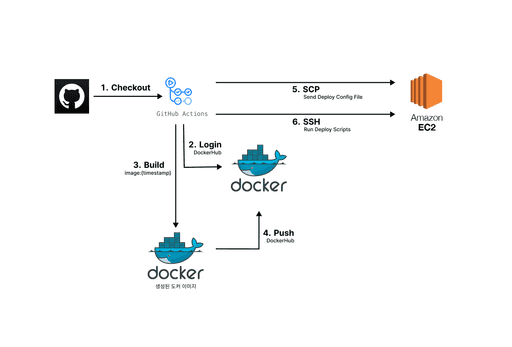 1. Checkout
GitHub Actions
5. SCP
Send Deploy Config File
6. SSH
Run Deploy Scripts
Amazon
EC2
2. Login
DockerHub
docker
3. Build
image:{timestamp}
4. Push
DockerHub
docker
생성된 도커 이미지